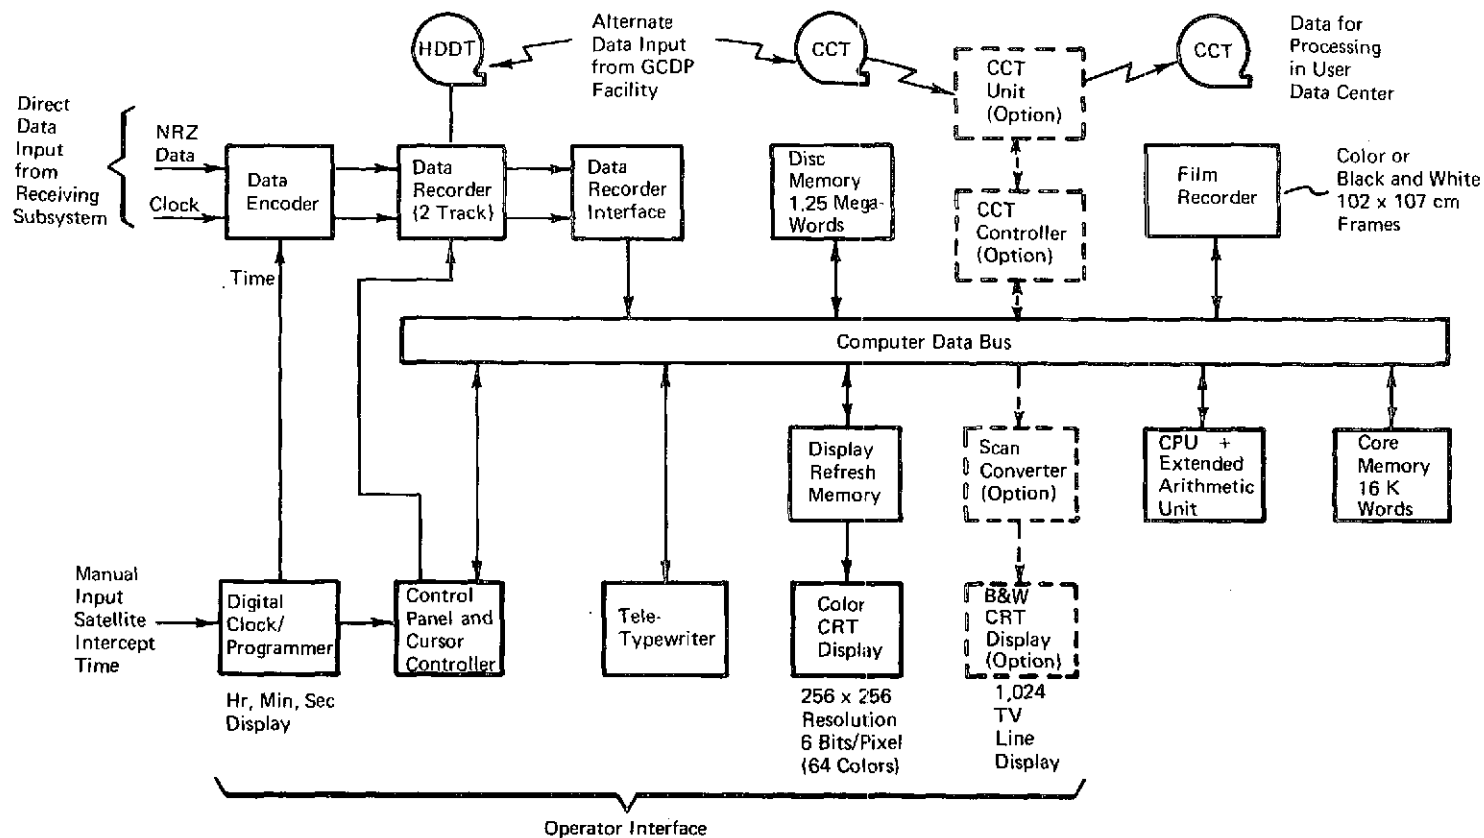 HDDT
Alternate
Data Input
from GCDP
Facility
CCT
CCT
Unit
(Option)
CCT
Data for
Processing
in User
Data Center
Direct
Data
Input
from
Receiving
Subsystem
NRZ
Data
Clock
Data
Encoder
Data
Recorder
(2 Track)
Data
Recorder
Interface
Disc
Memory
1.25 Mega-
Words
CCT
Controller
(Option)
Film
Recorder
Color or
Black and White
102 x 107 cm
Frames
Time
Computer Data Bus
Display
Refresh
Memory
Scan
Converter
(Option)
CPU +
Extended
Arithmetic
Unit
Core
Memory
16 K
Words
Manual
Input
Satellite
Intercept
Time
Digital
Clock/
Programmer
Control
Panel and
Cursor
Controller
Tele-
Typewriter
Color
CRT
Display
B&W
CRT
Display
(Option)
Hr, Min, Sec
Display
256 x 256
Resolution
6 Bits/Pixel
(64 Colors)
1,024
TV
Line
Display
Operator Interface